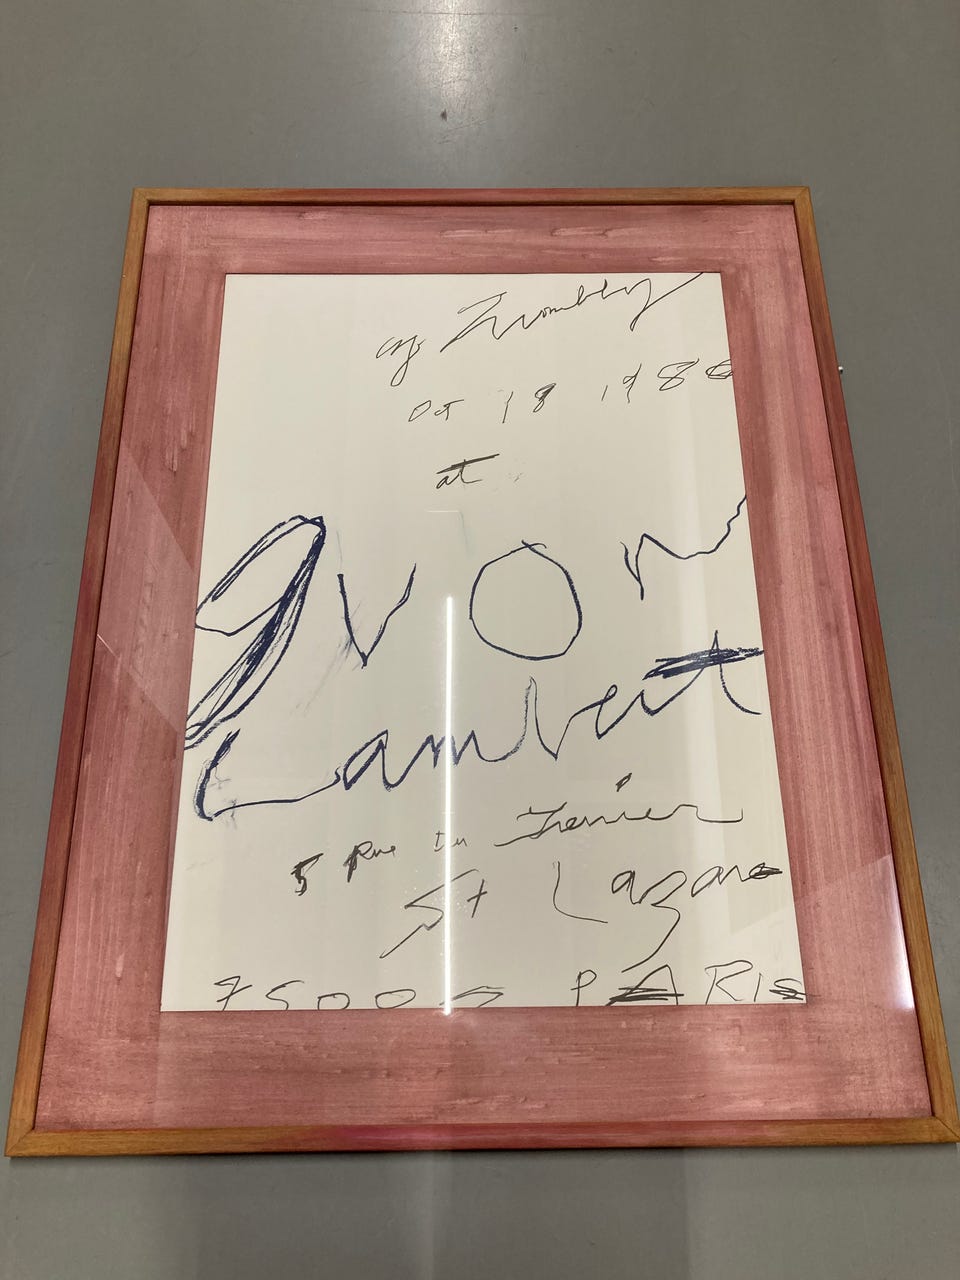 Cy Twombly
Oct 18 1980
at
Yvon
Lambert
5 Rue Du Grenier
St Lazare
75003 PARIS